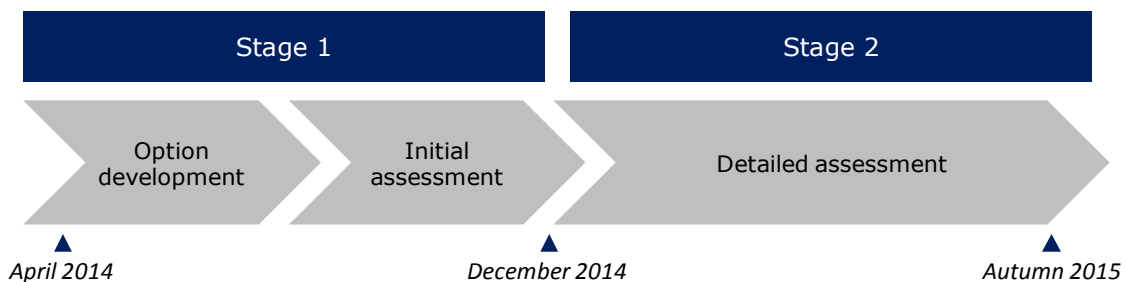 Stage 1
Stage 2
Option
development
Initial
assessment
Detailed assessment
April 2014
December 2014
Autumn 2015